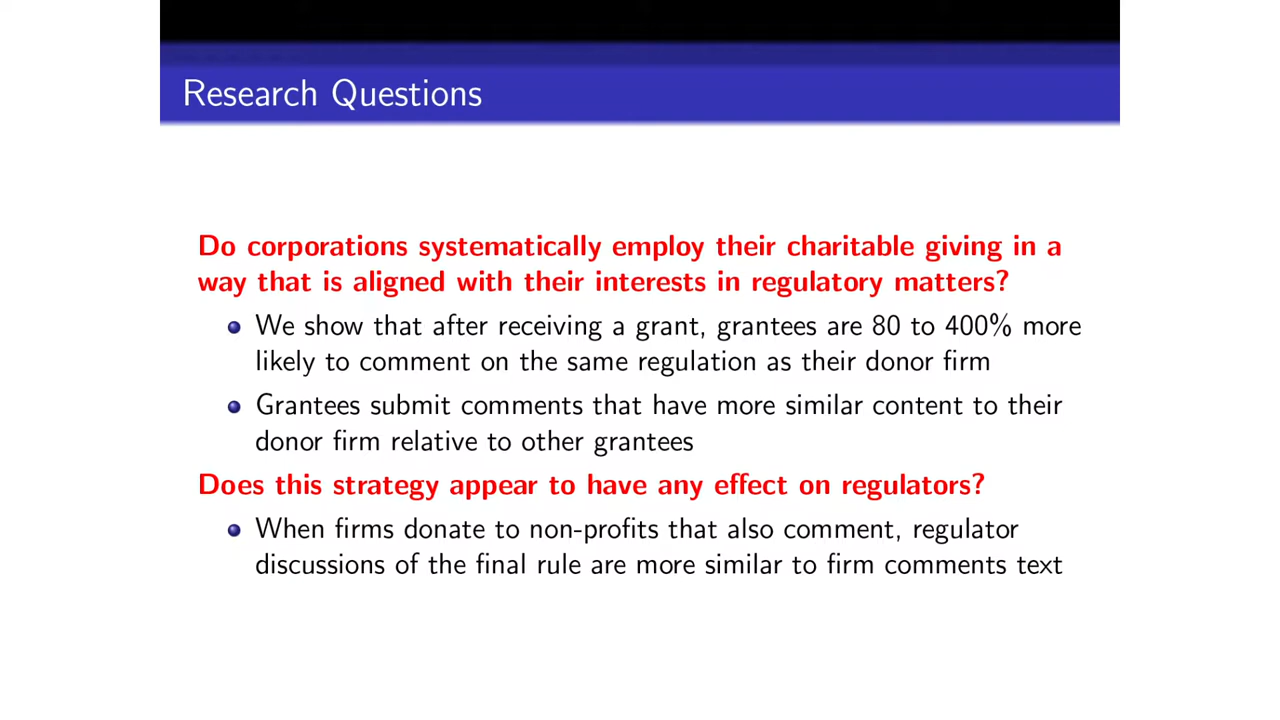 Research Questions
Do corporations systematically employ their charitable giving in a
way that is aligned with their interests in regulatory matters?
We show that after receiving a grant, grantees are 80 to 400% more
likely to comment on the same regulation as their donor firm
Grantees submit comments that have more similar content to their
donor firm relative to other grantees
Does this strategy appear to have any effect on regulators?
When firms donate to non-profits that also comment, regulator
discussions of the final rule are more similar to firm comments text